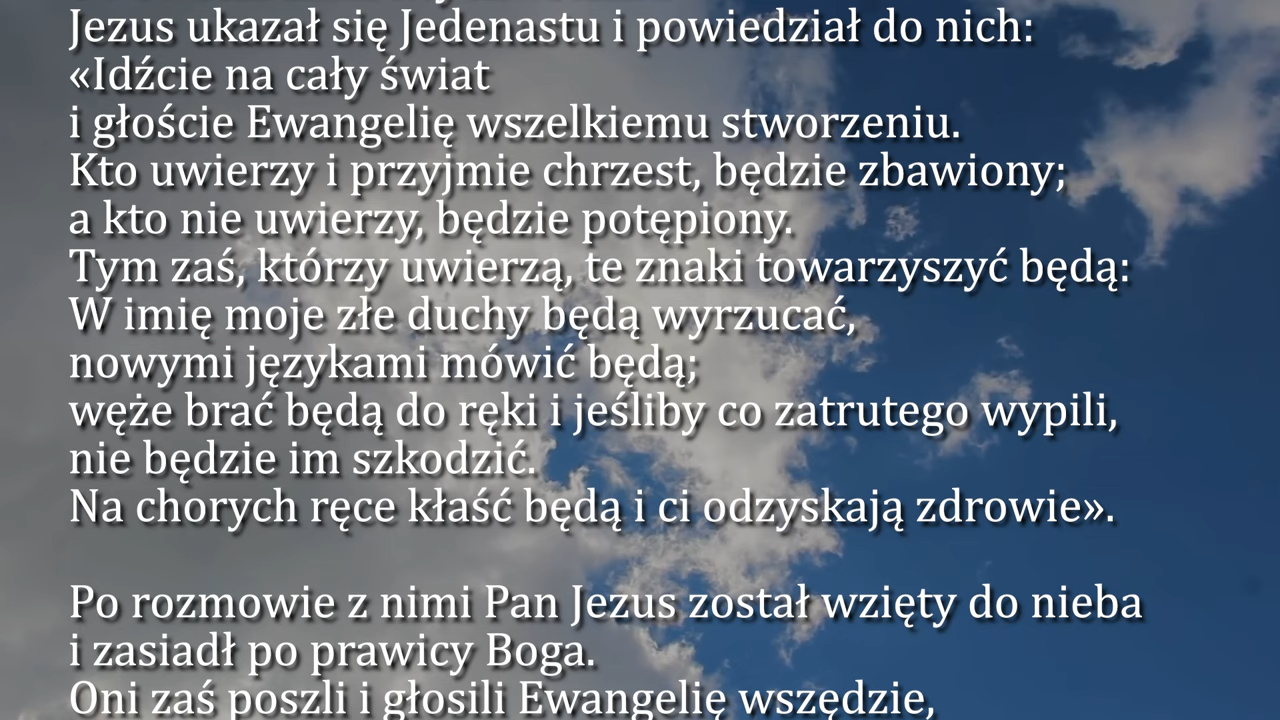 Jezus ukazał się Jedenastu i powiedział do nich:
«Idźcie na cały świat
i głoście Ewangelię wszelkiemu stworzeniu.
Kto uwierzy i przyjmie chrzest, będzie zbawiony;
a kto nie uwierzy, będzie potępiony.
Tym zaś, którzy uwierzą, te znaki towarzyszyć będą:
W imię moje złe duchy będą wyrzucać,
nowymi językami mówić będą;
węże brać będą do ręki i jeśliby co zatrutego wypili,
nie będzie im szkodzić.
Na chorych ręce kłaść będą i ci odzyskają zdrowie».
Po rozmowie z nimi Pan Jezus został wzięty do nieba
i zasiadł po prawicy Boga.
Oni zaś poszli i głosili Ewangelię wszędzie,